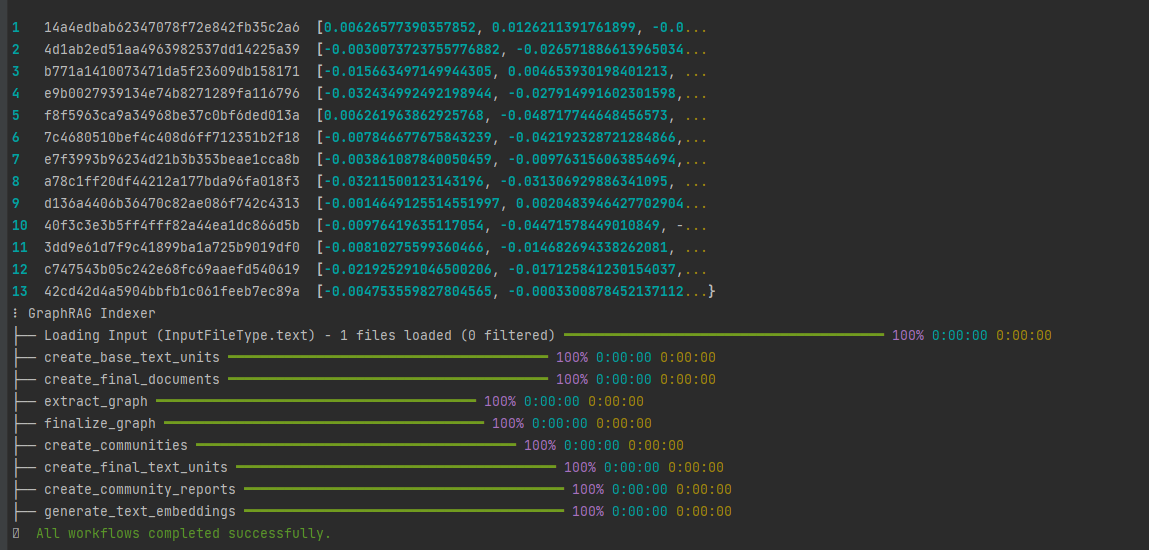 1 14a4edbab62347078f72e842fb35c2a6 [0.00626577390357852, 0.0126211391761899, -0.0...
2 4d1ab2ed51aa4963982537dd14225a39 [-0.0030073723755776882, -0.026571886613965034...
3 b771a1410073471da5f23609db158171 [-0.015663497149944305, 0.004653930198401213, ...
4 e9b0027939134e74b8271289fa116796 [-0.032434992492198944, -0.027914991602301598,...
5 f8f5963ca9a34968be37c0bf6ded013a [0.006261963862925768, -0.048717744648456573, ...
6 7c4680510bef4c408d6ff712351b2f18 [-0.007846677675843239, -0.042192328721284866,...
7 e7f3993b96234d21b3b353beae1cca8b [-0.003861087840050459, -0.009763156063854694,...
8 a78c1ff20df44212a177bda96fa018f3 [-0.03211500123143196, -0.031306929886341095, ...
9 d136a4406b36470c82ae086f742c4313 [-0.0014649125514551997, 0.0020483946427702904...
10 40f3c3e3b5ff4fff82a44ea1dc866d5b [-0.00976419635117054, -0.04471578449010849, -...
11 3dd9e61d7f9c41899ba1a725b9019df0 [-0.00810275599360466, -0.014682694338262081, ...
12 c747543b05c242e68fc69aaefd540619 [-0.021925291046500206, -0.017125841230154037,...
13 42cd42d4a5904bbfb1c061feeb7ec89a [-0.004753559827804565, -0.0003300878452137112...}
⠇ GraphRAG Indexer
├── Loading Input (InputFileType.text) - 1 files loaded (0 filtered) ━━━━━━━━━━━━━━━━━━━━━━━━━━━━━━━━━━━━━━━━ 100% 0:00:00 0:00:00
├── create_base_text_units ━━━━━━━━━━━━━━━━━━━━━━━━━━━━━━━━━━━━━━━━ 100% 0:00:00 0:00:00
├── create_final_documents ━━━━━━━━━━━━━━━━━━━━━━━━━━━━━━━━━━━━━━━━ 100% 0:00:00 0:00:00
├── extract_graph ━━━━━━━━━━━━━━━━━━━━━━━━━━━━━━━━━━━━━━━━ 100% 0:00:00 0:00:00
├── finalize_graph ━━━━━━━━━━━━━━━━━━━━━━━━━━━━━━━━━━━━━━━━ 100% 0:00:00 0:00:00
├── create_communities ━━━━━━━━━━━━━━━━━━━━━━━━━━━━━━━━━━━━━━━━ 100% 0:00:00 0:00:00
├── create_final_text_units ━━━━━━━━━━━━━━━━━━━━━━━━━━━━━━━━━━━━━━━━ 100% 0:00:00 0:00:00
├── create_community_reports ━━━━━━━━━━━━━━━━━━━━━━━━━━━━━━━━━━━━━━━━ 100% 0:00:00 0:00:00
├── generate_text_embeddings ━━━━━━━━━━━━━━━━━━━━━━━━━━━━━━━━━━━━━━━━ 100% 0:00:00 0:00:00
All workflows completed successfully.